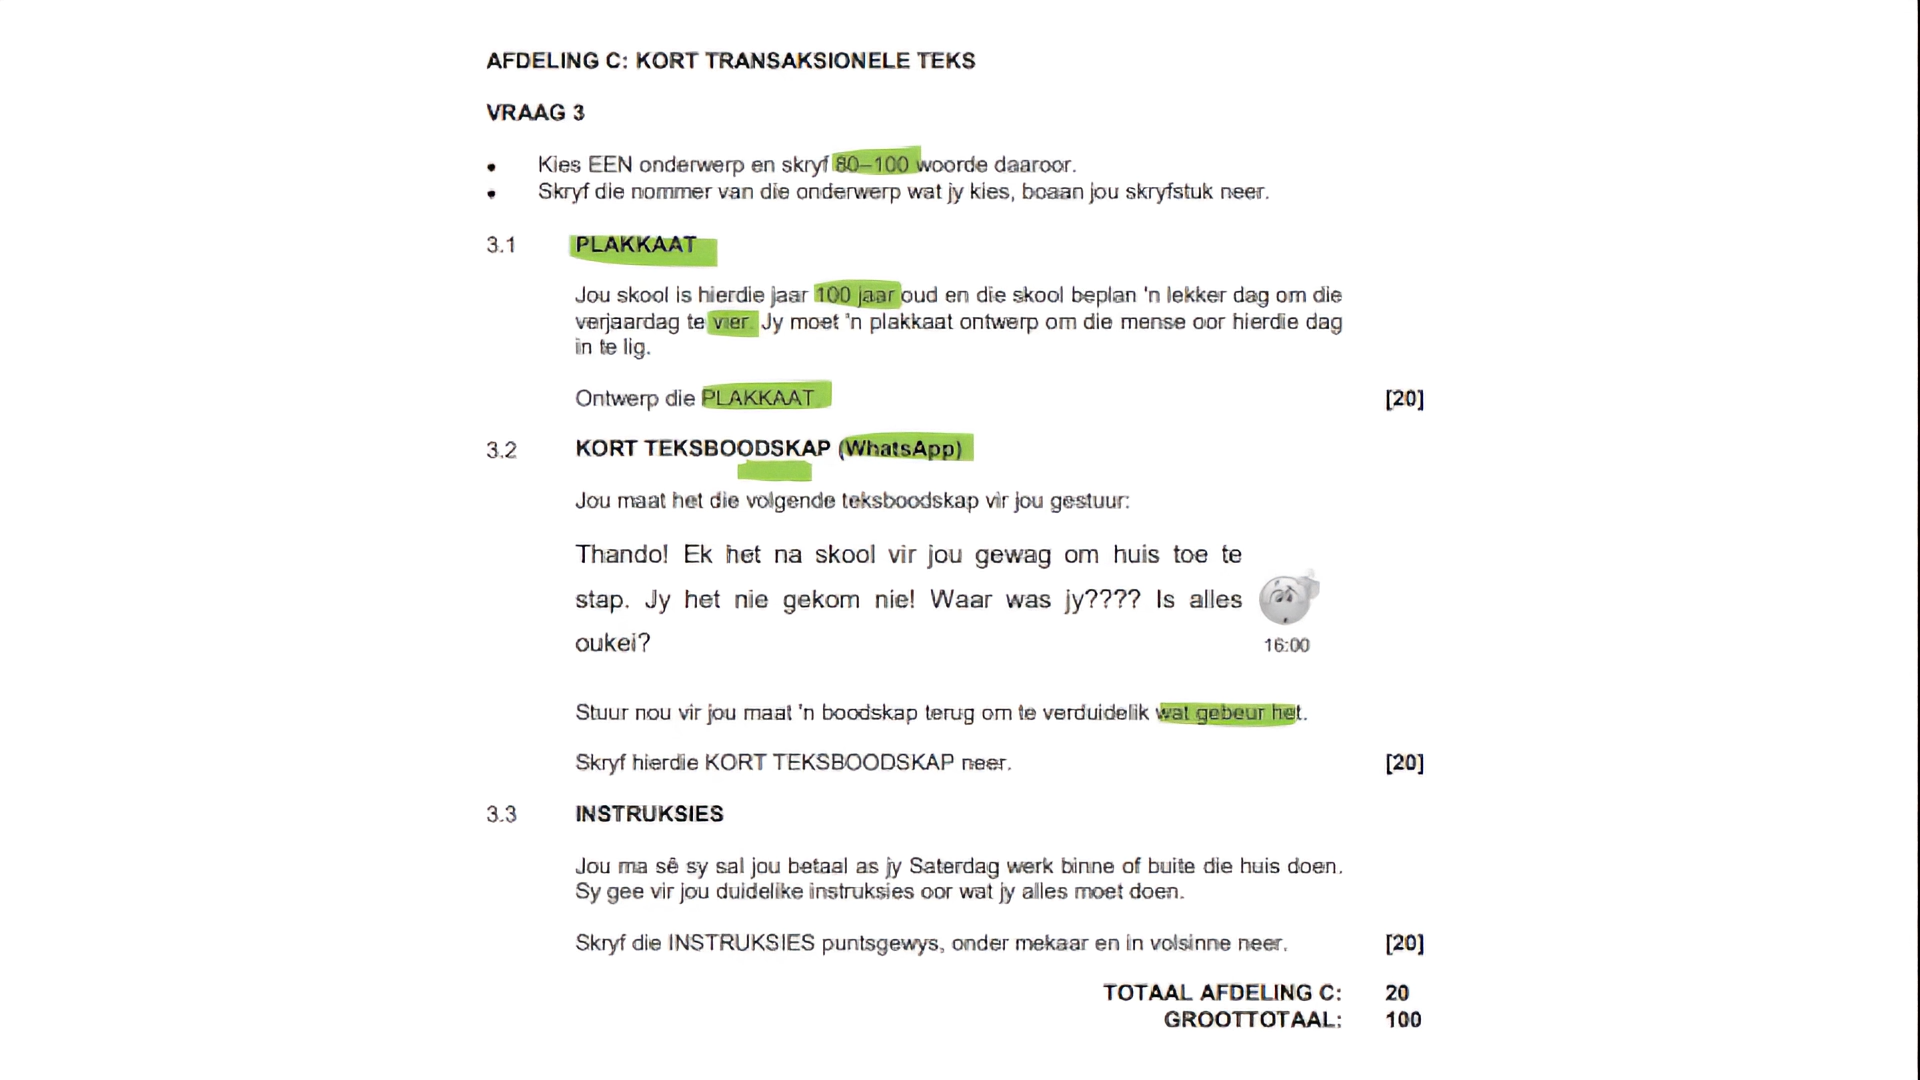 AFDELING C: KORT TRANSAKSIONELE TEKS
VRAAG 3
• Kies EEN onderwerp en skryf 80–100 woorde daaroor.
• Skryf die nommer van die onderwerp wat jy kies, boaan jou skryfstuk neer.
3.1 PLAKKAAT
Jou skool is hierdie jaar 100 jaar oud en die skool beplan 'n lekker dag om die
verjaardag te vier. Jy moet 'n plakkaat ontwerp om die mense oor hierdie dag
in te lig.
Ontwerp die PLAKKAAT. [20]
3.2 KORT TEKSBOODSKAP (WhatsApp)
Jou maat het die volgende teksboodskap vir jou gestuur:
Thando! Ek het na skool vir jou gewag om huis toe te
stap. Jy het nie gekom nie! Waar was jy???? Is alles
oukei?
16:00
Stuur nou vir jou maat 'n boodskap terug om te verduidelik wat gebeur het.
Skryf hierdie KORT TEKSBOODSKAP neer. [20]
3.3 INSTRUKSIES
Jou ma sê sy sal jou betaal as jy Saterdag werk binne of buite die huis doen.
Sy gee vir jou duidelike instruksies oor wat jy alles moet doen.
Skryf die INSTRUKSIES puntsgewys, onder mekaar en in volsinne neer. [20]
TOTAAL AFDELING C: 20
GROOTTOTAAL: 100